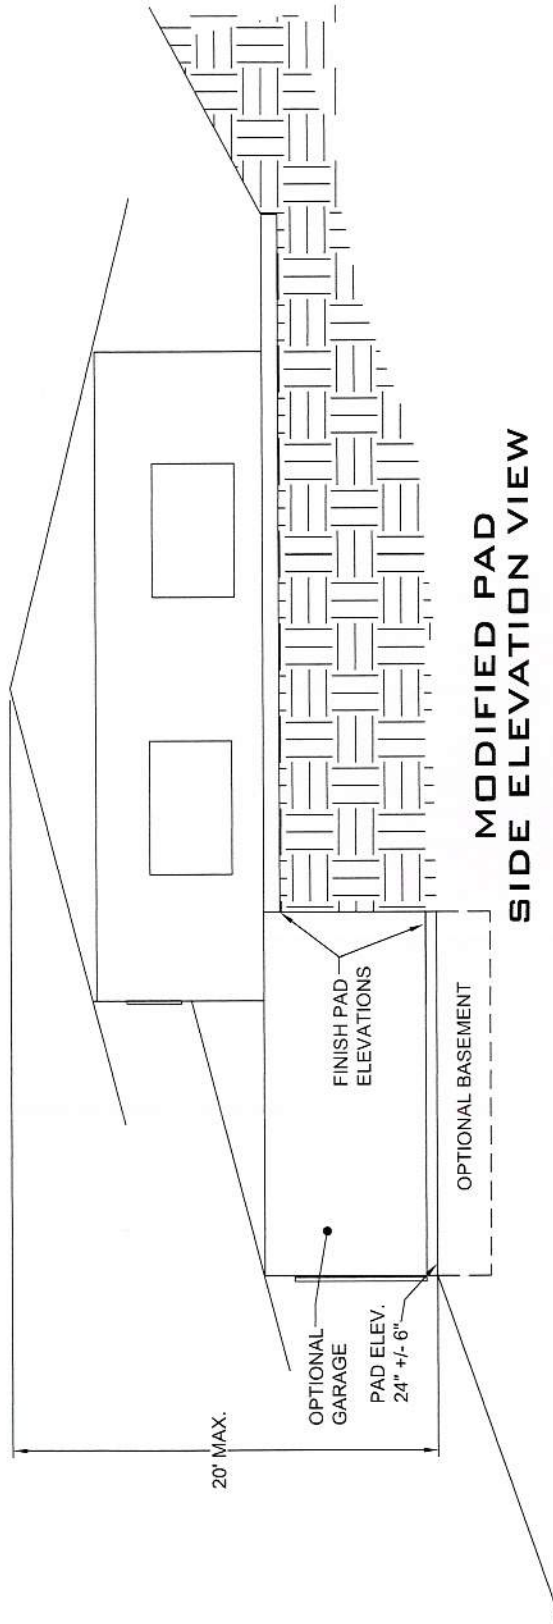 20' MAX.
OPTIONAL
GARAGE
PAD ELEV.
24" +/- 6"
FINISH PAD
ELEVATIONS
OPTIONAL BASEMENT
MODIFIED PAD
SIDE ELEVATION VIEW